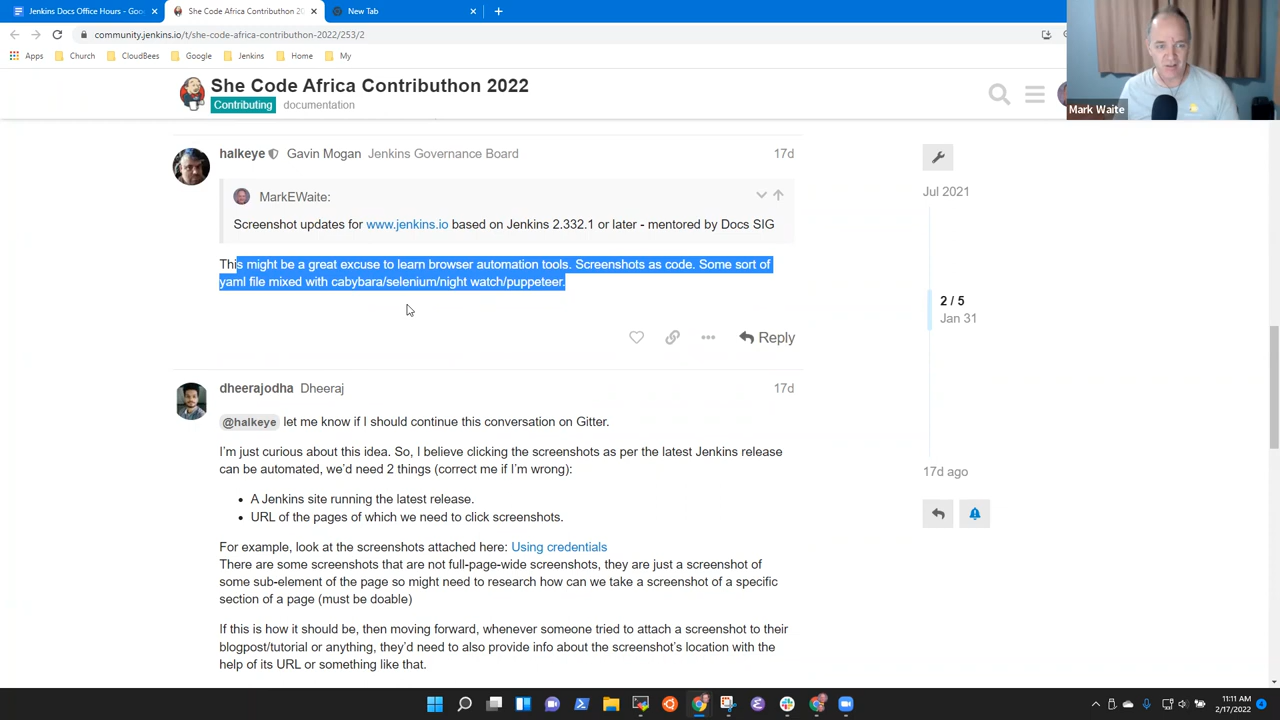 Jenkins Docs Office Hours - Goo
She Code Africa Contributhon 20
New Tab
community.jenkins.io/t/she-code-africa-contributhon-2022/253/2
Apps Church CloudBees Google Jenkins Home My
She Code Africa Contributhon 2022
Contributing documentation
Mark Waite
halkeye Gavin Mogan Jenkins Governance Board 17d
MarkEWaite:
Screenshot updates for www.jenkins.io based on Jenkins 2.332.1 or later - mentored by Docs SIG
This might be a great excuse to learn browser automation tools. Screenshots as code. Some sort of
yaml file mixed with cabybara/selenium/night watch/puppeteer.
Reply
Jul 2021
2 / 5
Jan 31
17d ago
dheerajodha Dheeraj 17d
@halkeye let me know if I should continue this conversation on Gitter.
I'm just curious about this idea. So, I believe clicking the screenshots as per the latest Jenkins release
can be automated, we'd need 2 things (correct me if I'm wrong):
• A Jenkins site running the latest release.
• URL of the pages of which we need to click screenshots.
For example, look at the screenshots attached here: Using credentials
There are some screenshots that are not full-page-wide screenshots, they are just a screenshot of
some sub-element of the page so might need to research how can we take a screenshot of a specific
section of a page (must be doable)
If this is how it should be, then moving forward, whenever someone tried to attach a screenshot to their
blogpost/tutorial or anything, they'd need to also provide info about the screenshot's location with the
help of its URL or something like that.
11:11 AM
2/17/2022